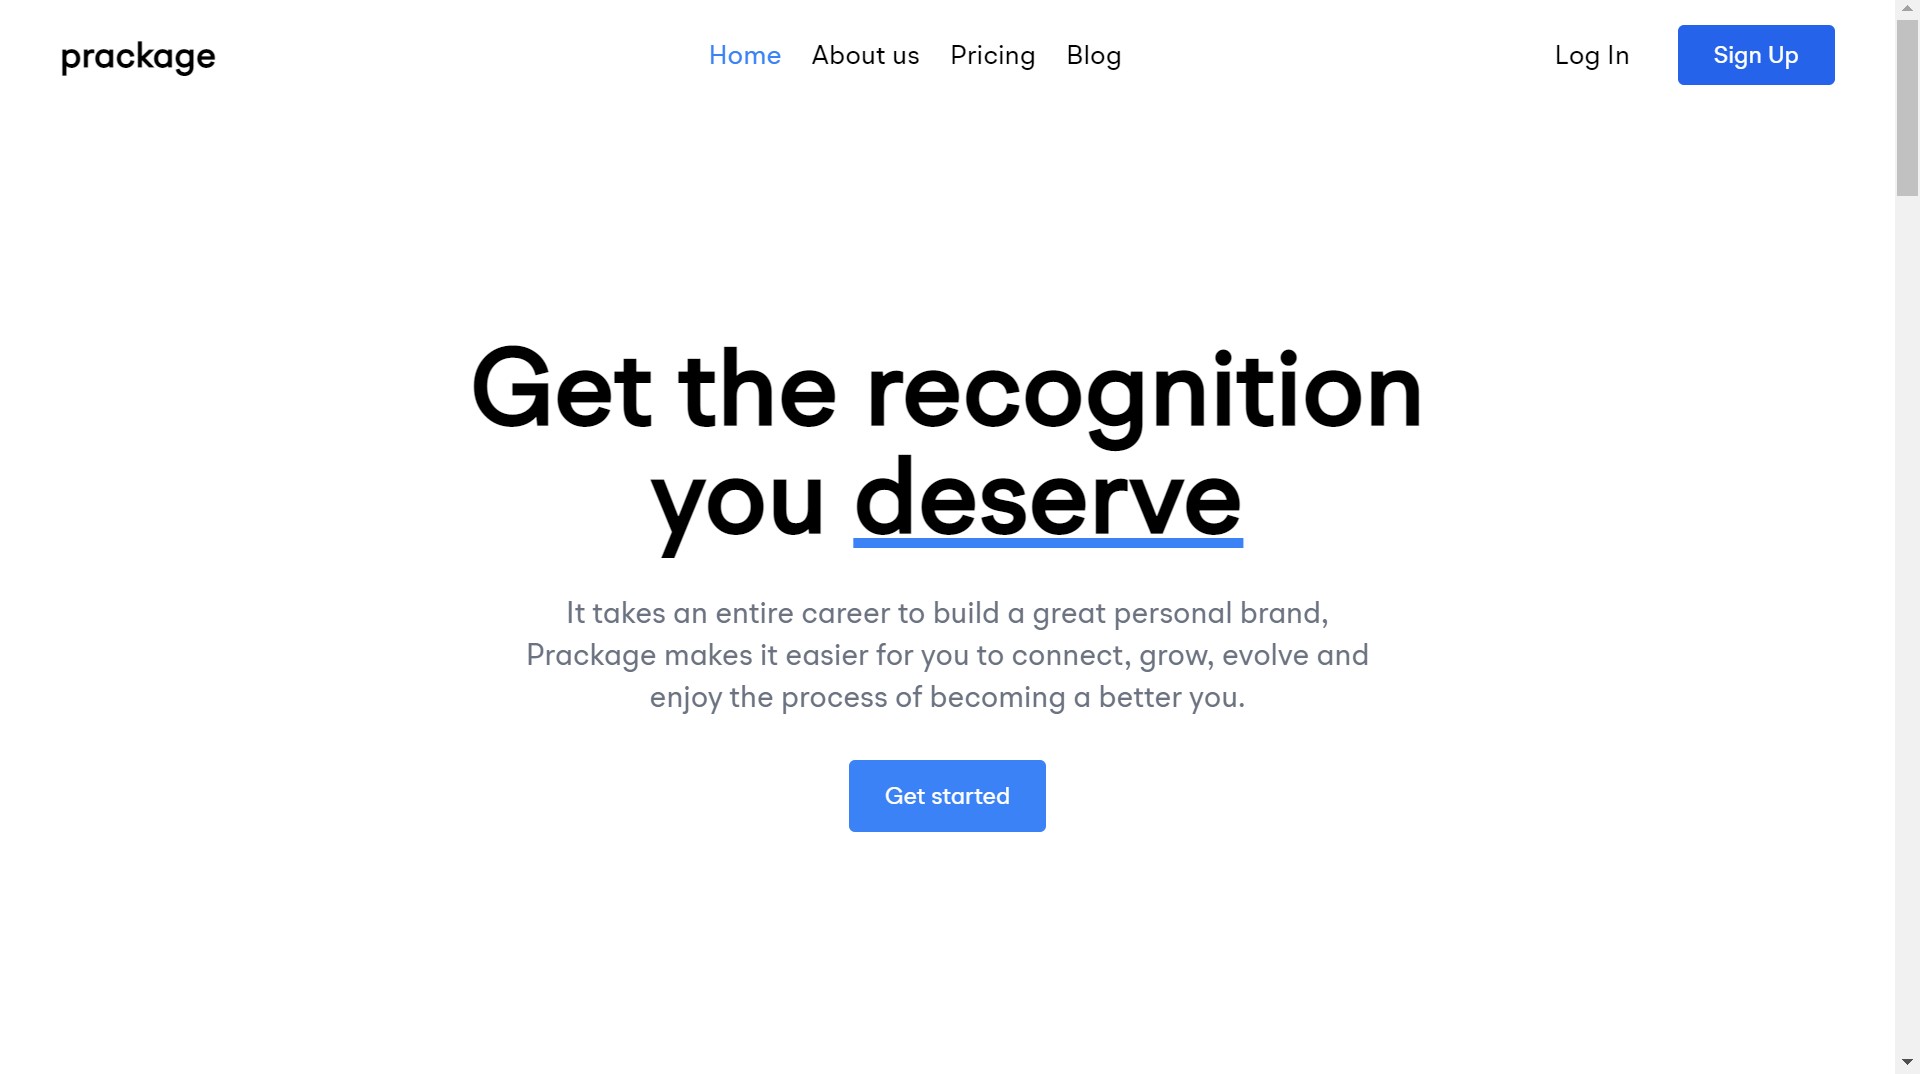 prackage
Home About us Pricing Blog
Log In
Sign Up
Get the recognition
you deserve
It takes an entire career to build a great personal brand,
Prackage makes it easier for you to connect, grow, evolve and
enjoy the process of becoming a better you.
Get started